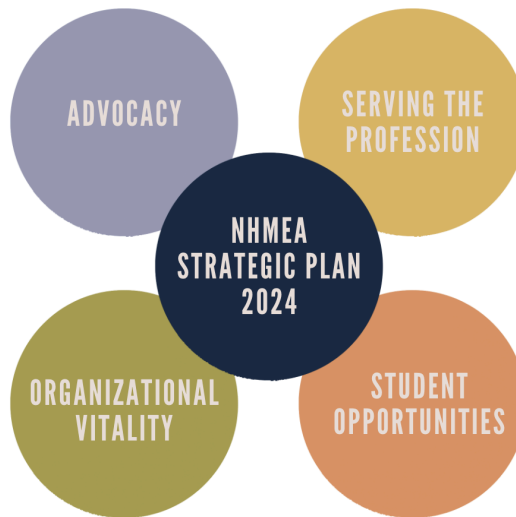 ADVOCACY
SERVING THE
PROFESSION
NHMEA
STRATEGIC PLAN
2024
ORGANIZATIONAL
VITALITY
STUDENT
OPPORTUNITIES